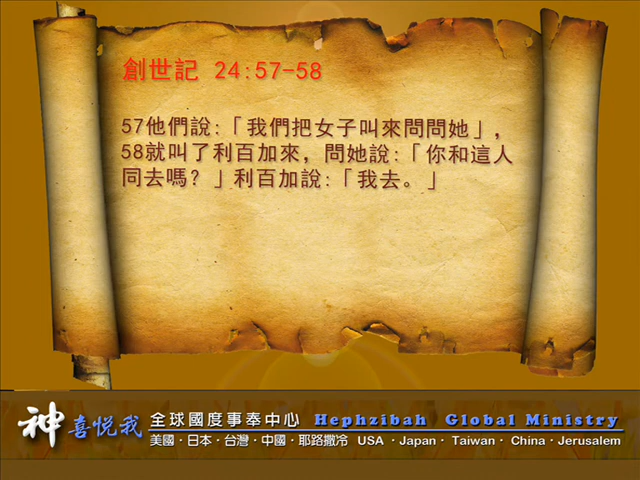 創世記 24:57-58
57他們說:「我們把女子叫來問問她」,
58就叫了利百加來, 問她說:「你和這人
同去嗎? 」利百加說:「我去。」
神喜悅我 全球國度事奉中心 Hephzibah Global Ministry
美國·日本·台灣·中國·耶路撒冷 USA ·Japan· Taiwan· China·Jerusalem